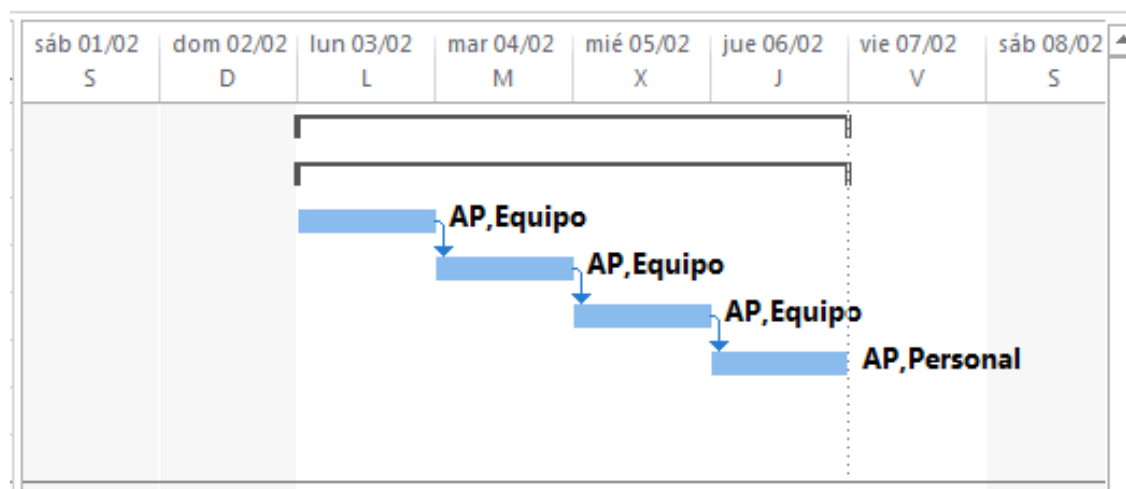 sáb 01/02 dom 02/02 lun 03/02 mar 04/02 mié 05/02 jue 06/02 vie 07/02 sáb 08/02
S D L M X J V S
AP,Equipo
AP,Equipo
AP,Equipo
AP,Personal